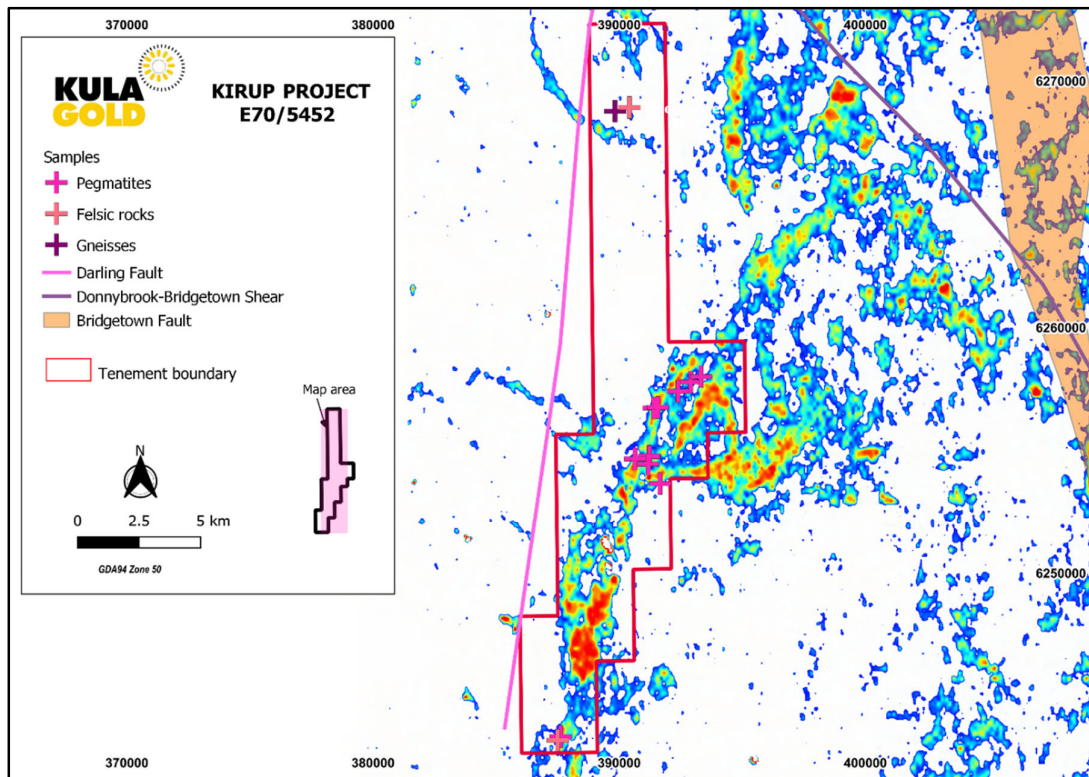 370000
380000
390000
400000
KULA
GOLD
KIRUP PROJECT
E70/5452
Samples
Pegmatites
Felsic rocks
Gneisses
Darling Fault
Donnybrook-Bridgetown Shear
Bridgetown Fault
Tenement boundary
Map area
N
0 2.5 5 km
GDA94 Zone 50
6270000
6260000
6250000
370000
380000
390000
400000